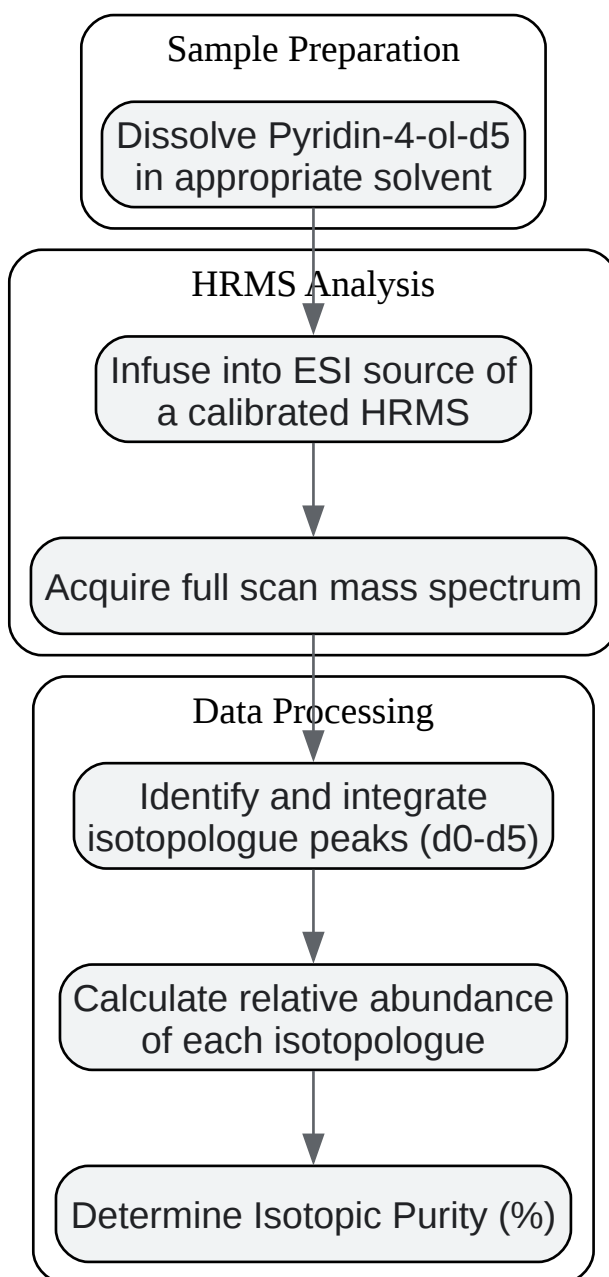 Sample Preparation
Dissolve Pyridin-4-ol-d5
in appropriate solvent
HRMS Analysis
Infuse into ESI source of
a calibrated HRMS
Acquire full scan mass spectrum
Data Processing
Identify and integrate
isotopologue peaks (d0-d5)
Calculate relative abundance
of each isotopologue
Determine Isotopic Purity (%)